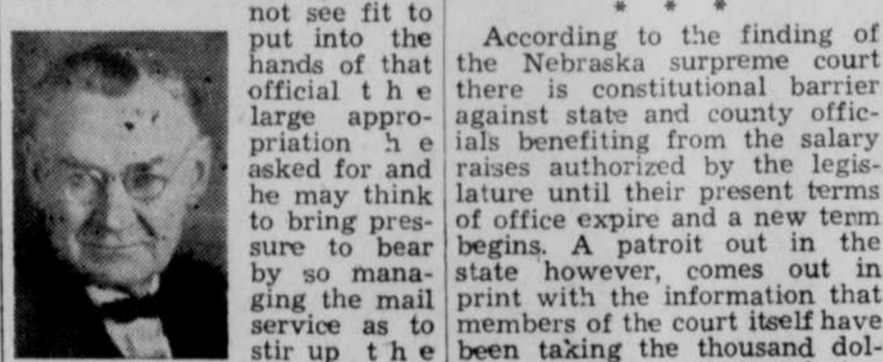 not see fit to
put into the
hands of that
official the
large appro-
priation he
asked for and
he may think
to bring pres-
sure to bear
by so mana-
ging the mail
service as to
stir up the
* * *
According to the finding of
the Nebraska surpreme court
there is constitutional barrier
against state and county offic-
ials benefiting from the salary
raises authorized by the legis-
lature until their present terms
of office expire and a new term
begins. A patroit out in the
state however, comes out in
print with the information that
members of the court itself have
been taking the thousand dol-